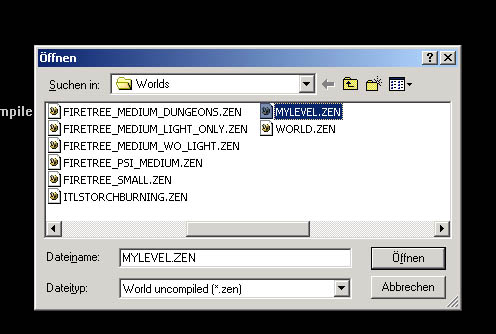 Öffnen
Suchen in: Worlds
mpile
FIRETREE_MEDIUM_DUNGEONS.ZEN
FIRETREE_MEDIUM_LIGHT_ONLY.ZEN
FIRETREE_MEDIUM_WO_LIGHT.ZEN
FIRETREE_PSI_MEDIUM.ZEN
FIRETREE_SMALL.ZEN
ITLSTORCHBURNING.ZEN
MYLEVEL.ZEN
WORLD.ZEN
Dateiname: MYLEVEL.ZEN Öffnen
Dateityp: World uncompiled (*.zen) Abbrechen